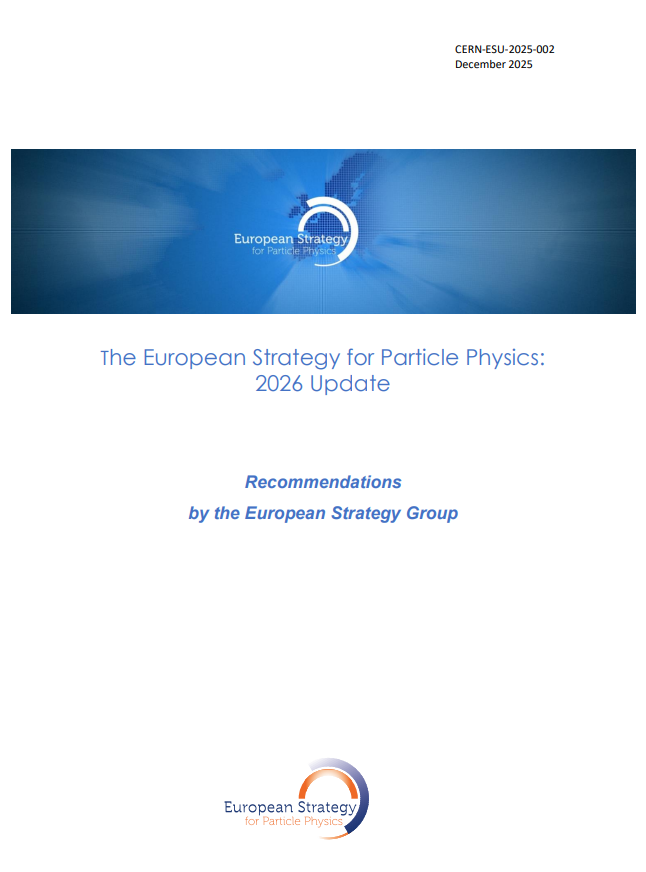 CERN-ESU-2025-002
December 2025
European Strategy
for Particle Physics
The European Strategy for Particle Physics:
2026 Update
Recommendations
by the European Strategy Group
European Strategy
for Particle Physics